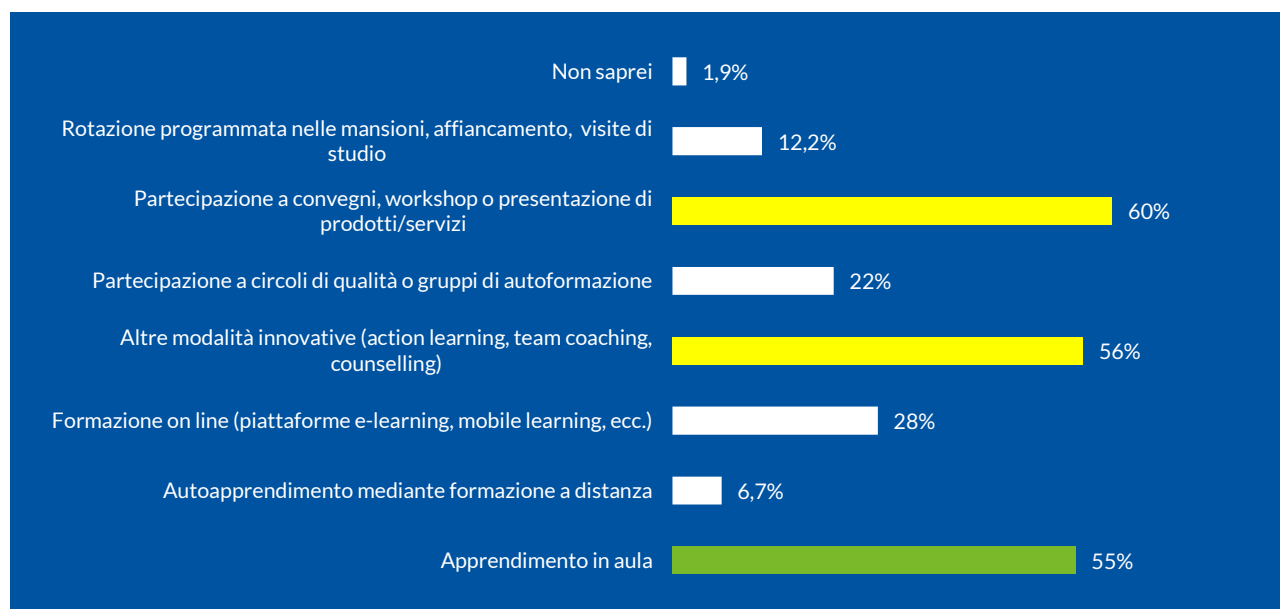 Non saprei
1,9%
Rotazione programmata nelle mansioni, affiancamento, visite di
studio
12,2%
Partecipazione a convegni, workshop o presentazione di
prodotti/servizi
60%
Partecipazione a circoli di qualità o gruppi di autoformazione
22%
Altre modalità innovative (action learning, team coaching,
counselling)
56%
Formazione on line (piattaforme e-learning, mobile learning, ecc.)
28%
Autoapprendimento mediante formazione a distanza
6,7%
Apprendimento in aula
55%